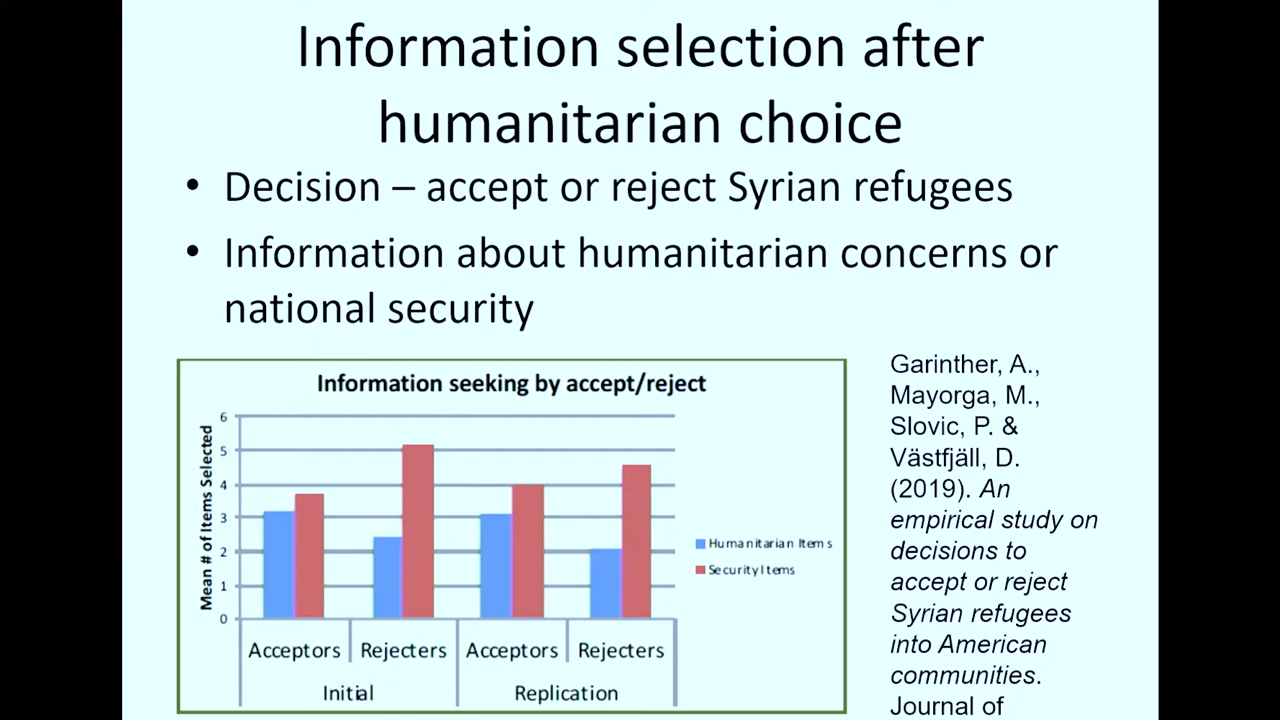 Information selection after
humanitarian choice
• Decision – accept or reject Syrian refugees
• Information about humanitarian concerns or
national security
Information seeking by accept/reject
Mean # of Items Selected
6
5
4
3
2
1
0
Acceptors Rejecters Acceptors Rejecters
Initial Replication
Humanitarian Items
Security Items
Garinther, A.,
Mayorga, M.,
Slovic, P. &
Västfjäll, D.
(2019). An
empirical study on
decisions to
accept or reject
Syrian refugees
into American
communities.
Journal of